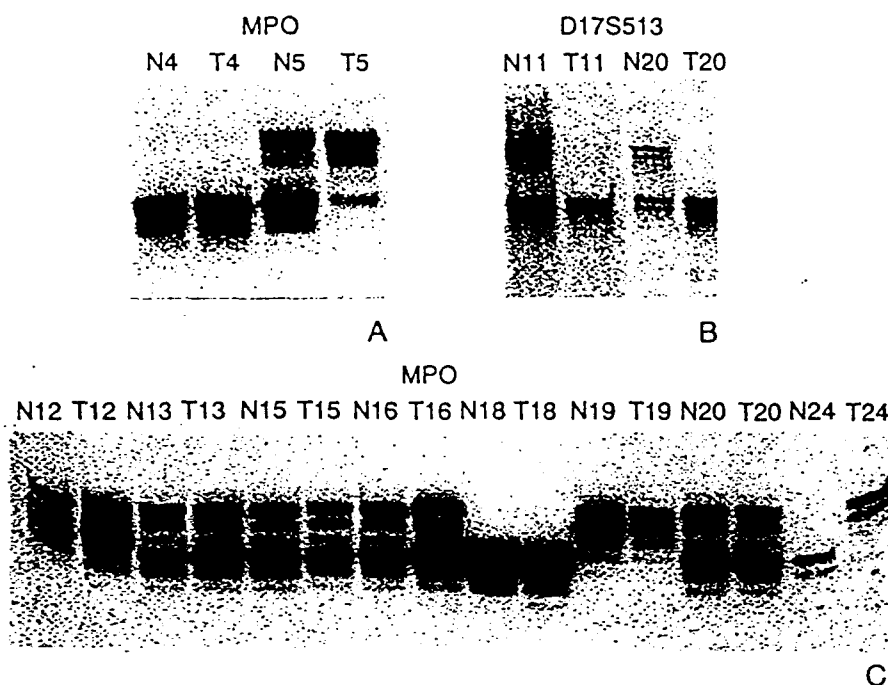 MPO
N4 T4 N5 T5
D17S513
N11 T11 N20 T20
A
B
MPO
N12 T12 N13 T13 N15 T15 N16 T16 N18 T18 N19 T19 N20 T20 N24 T24
C